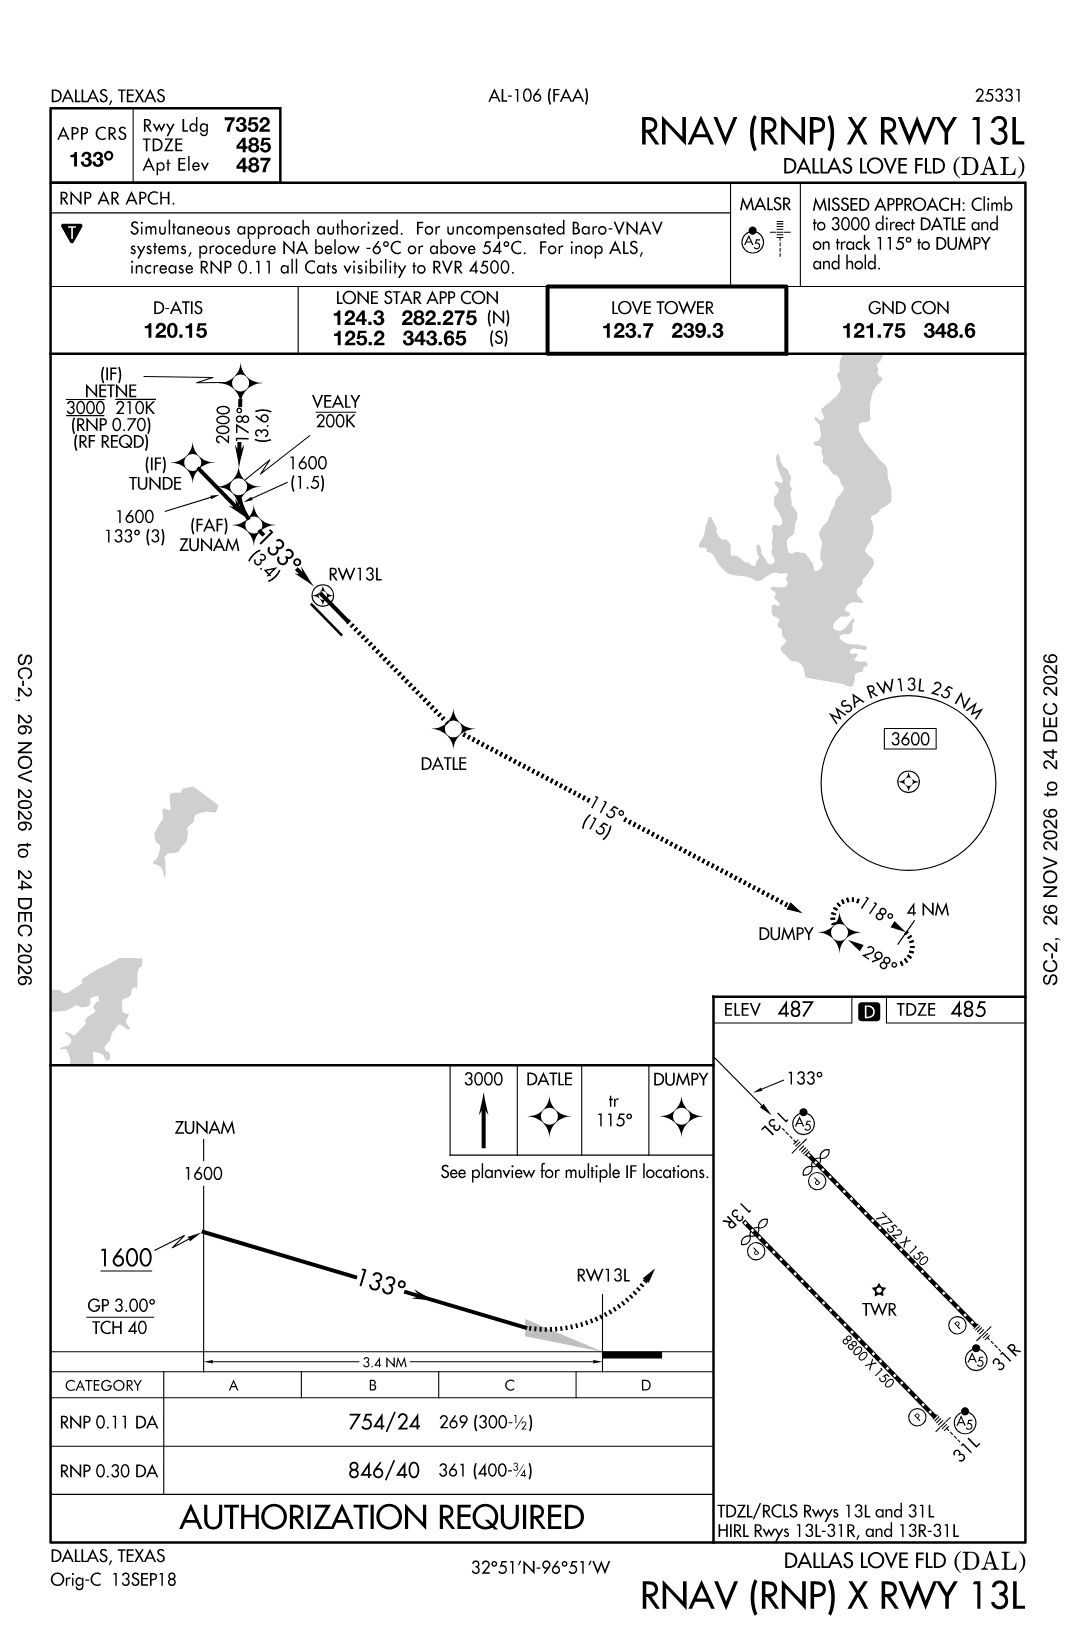 DALLAS, TEXAS
AL-106 (FAA)
25331
RNAV (RNP) X RWY 13L
DALLAS LOVE FLD (DAL)
APP CRS
133°
Rwy Ldg 7352
TDZE 485
Apt Elev 487
RNP AR APCH.
T
Simultaneous approach authorized. For uncompensated Baro-VNAV
systems, procedure NA below -6°C or above 54°C. For inop ALS,
increase RNP 0.11 all Cats visibility to RVR 4500.
MALSR
A5
MISSED APPROACH: Climb
to 3000 direct DATLE and
on track 115° to DUMPY
and hold.
D-ATIS
120.15
LONE STAR APP CON
124.3 282.275 (N)
125.2 343.65 (S)
LOVE TOWER
123.7 239.3
GND CON
121.75 348.6
(IF)
NETNE
3000 210K
(RNP 0.70)
(RF REQD)
2000
178°
(3.6)
VEALY
200K
(IF)
TUNDE
1600
(1.5)
1600
133° (3)
(FAF)
ZUNAM
133°
(3.4)
RW13L
DATLE
115°
(15)
MSA RW13L 25 NM
3600
DUMPY
118°
4 NM
298°
SC-2, 26 NOV 2026 to 24 DEC 2026
SC-2, 26 NOV 2026 to 24 DEC 2026
ELEV 487
D
TDZE 485
133°
13L
A5
P
13R
P
7752 X 150
TWR
8800 X 150
P
A5
31R
P
A5
31L
TDZL/RCLS Rwys 13L and 31L
HIRL Rwys 13L-31R, and 13R-31L
3000
DATLE
tr
115°
DUMPY
See planview for multiple IF locations.
ZUNAM
1600
1600
GP 3.00°
TCH 40
133°
RW13L
3.4 NM
CATEGORY A B C D
RNP 0.11 DA 754/24 269 (300-½)
RNP 0.30 DA 846/40 361 (400-¾)
AUTHORIZATION REQUIRED
DALLAS, TEXAS
Orig-C 13SEP18
32°51'N-96°51'W
DALLAS LOVE FLD (DAL)
RNAV (RNP) X RWY 13L